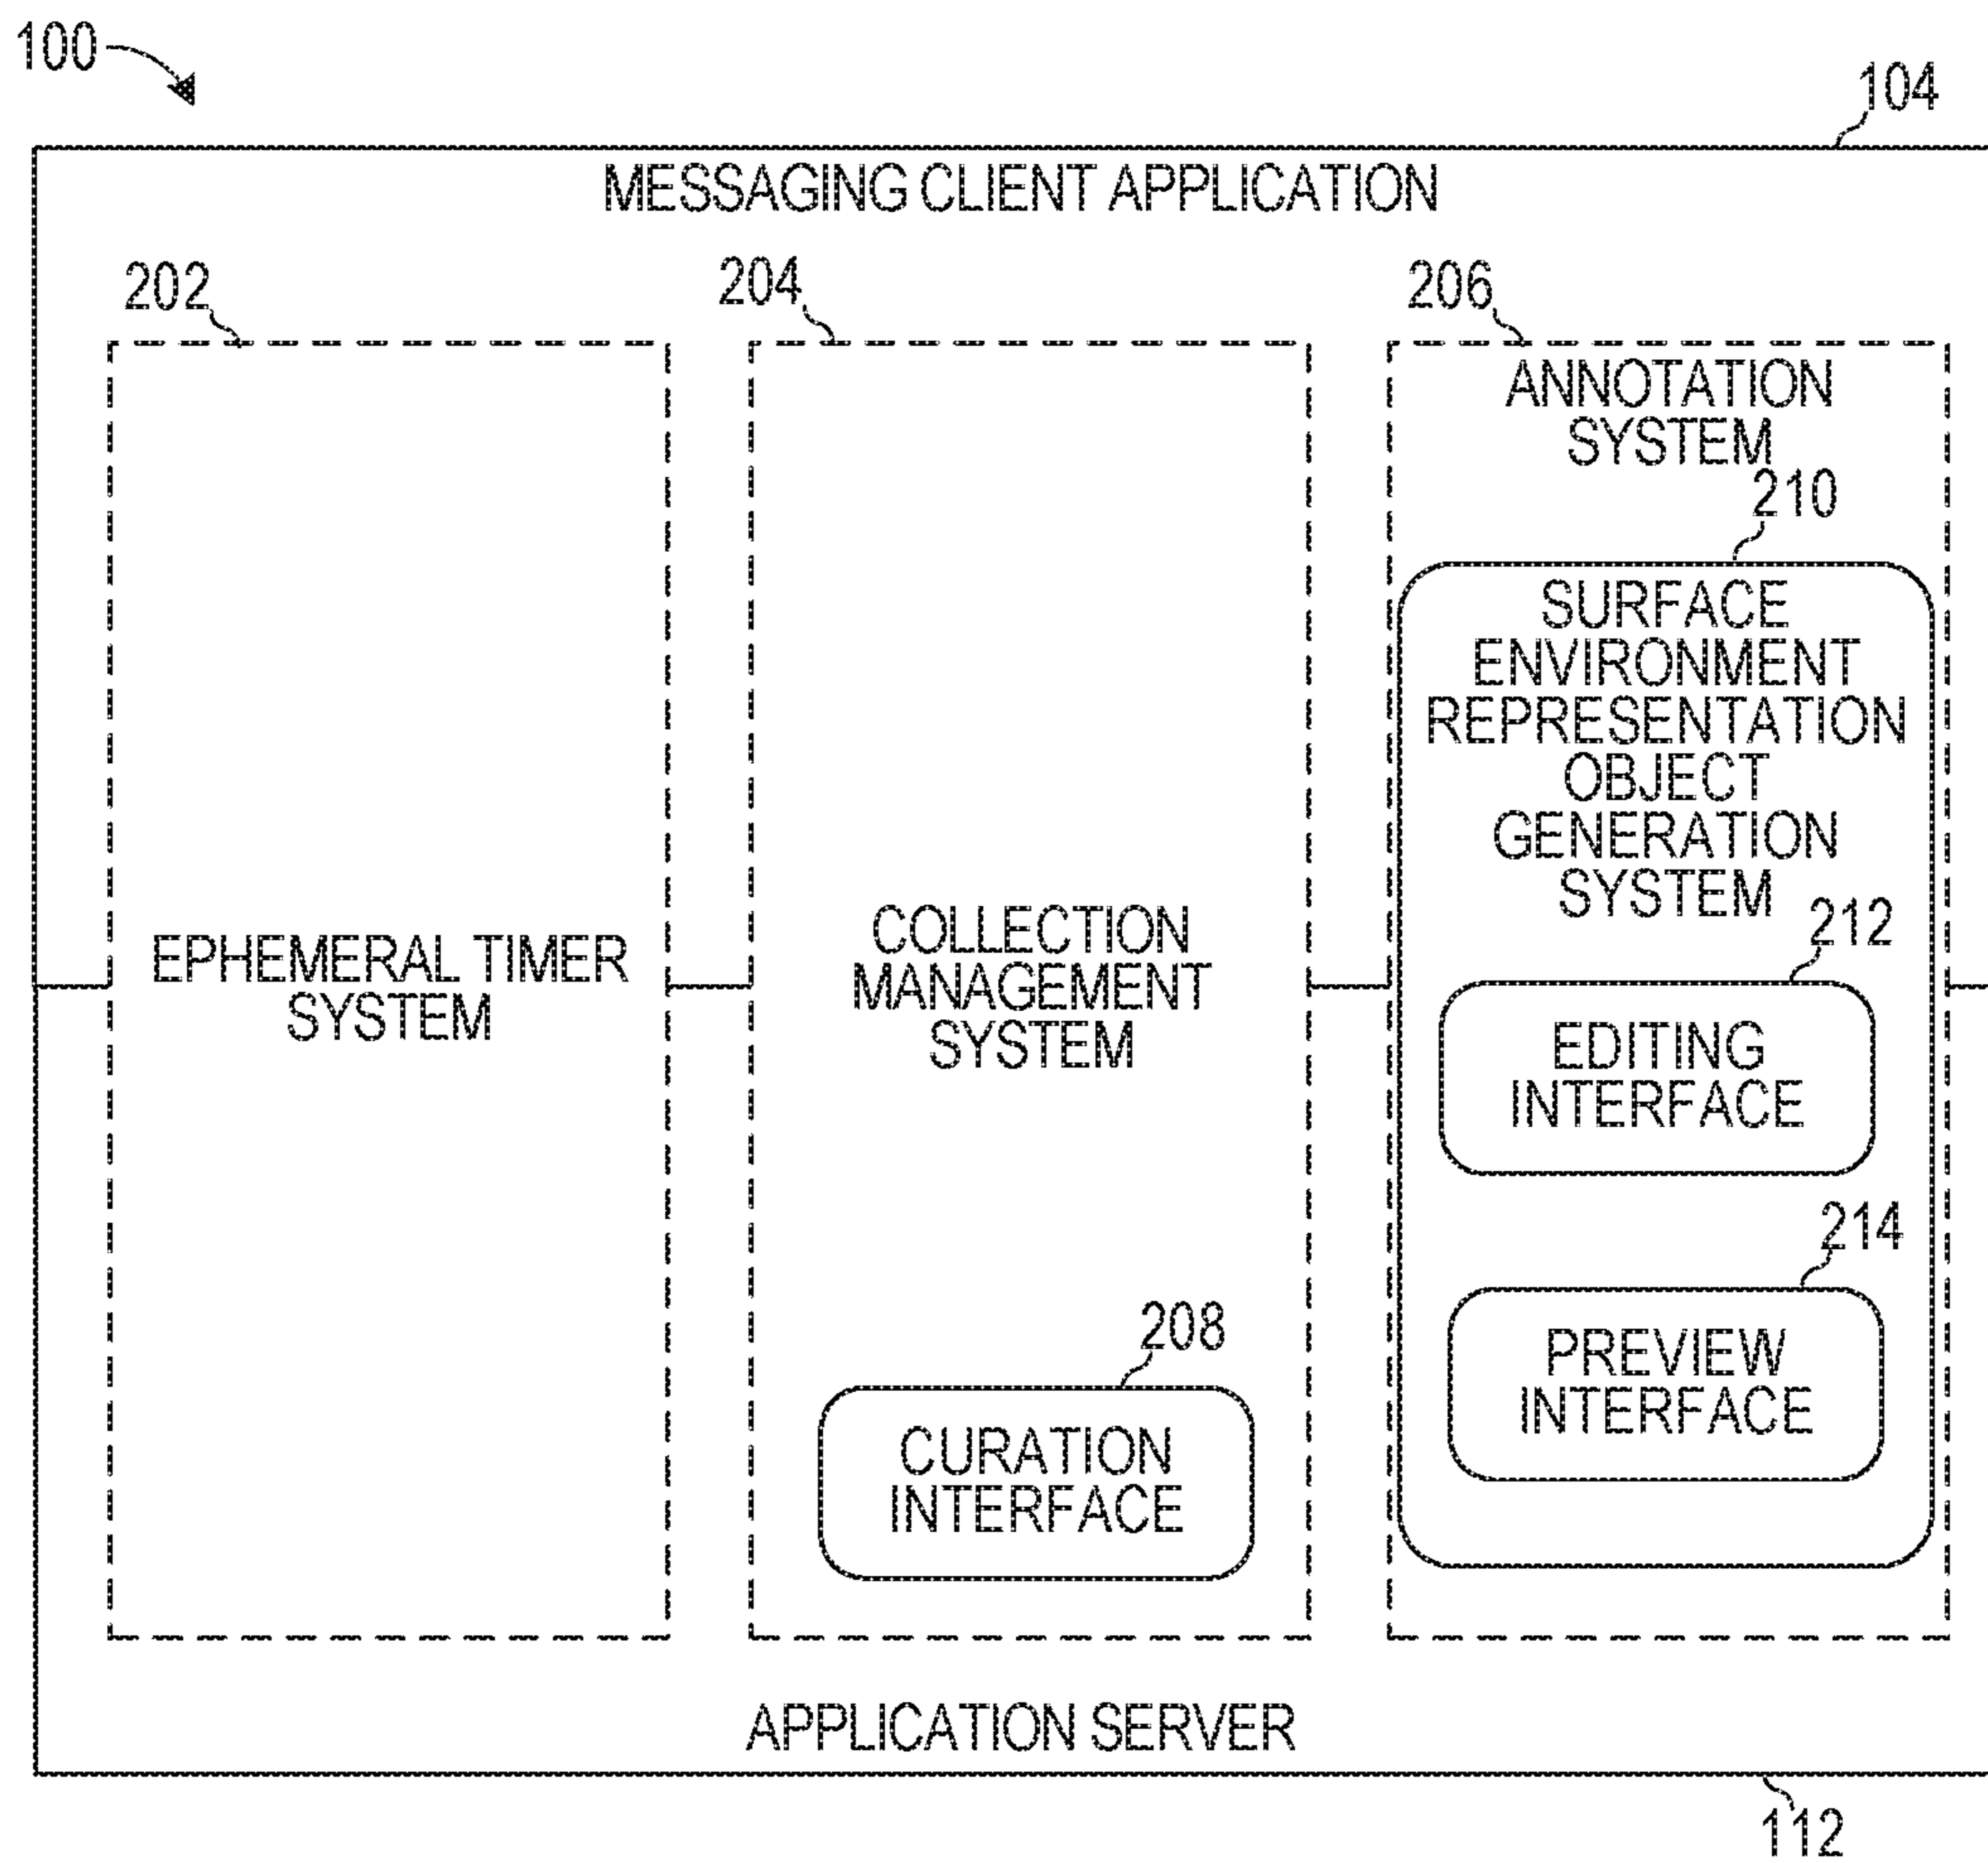 100
104
MESSAGING CLIENT APPLICATION
202
204
206
EPHEMERAL TIMER
SYSTEM
COLLECTION
MANAGEMENT
SYSTEM
208
CURATION
INTERFACE
ANNOTATION
SYSTEM
210
SURFACE
ENVIRONMENT
REPRESENTATION
OBJECT
GENERATION
SYSTEM
212
EDITING
INTERFACE
214
PREVIEW
INTERFACE
APPLICATION SERVER
112